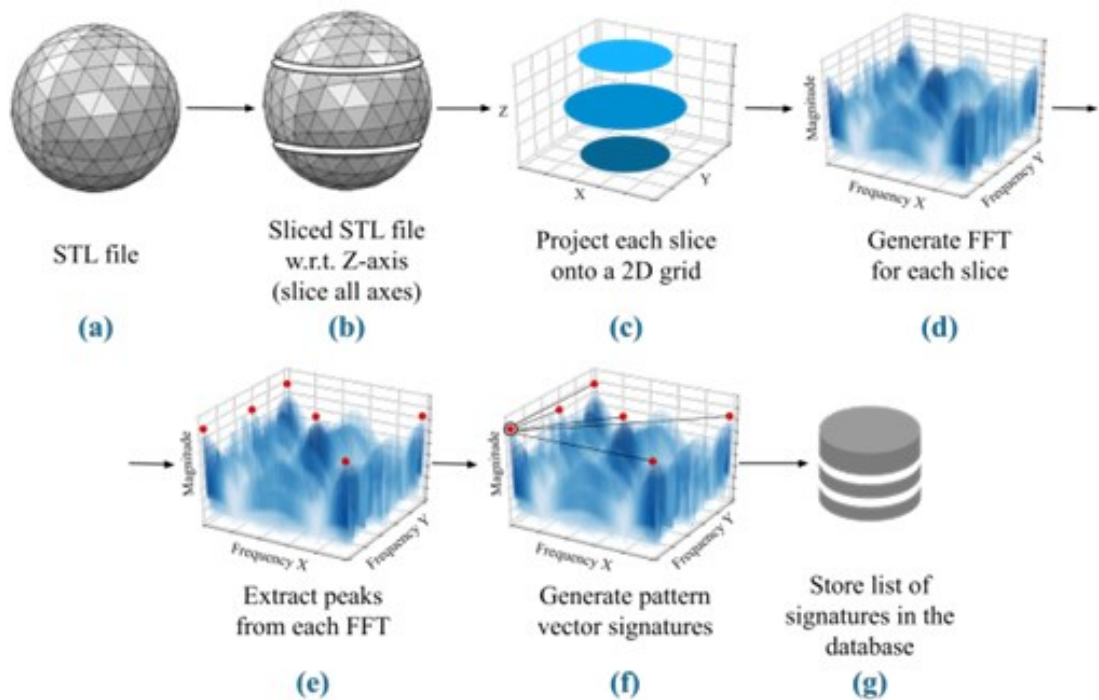 STL file
(a)
Sliced STL file
w.r.t. Z-axis
(slice all axes)
(b)
Z
X
Y
Project each slice
onto a 2D grid
(c)
Magnitude
Frequency X
Frequency Y
Generate FFT
for each slice
(d)
Magnitude
Frequency X
Frequency Y
Extract peaks
from each FFT
(e)
Magnitude
Frequency X
Frequency Y
Generate pattern
vector signatures
(f)
Store list of
signatures in the
database
(g)